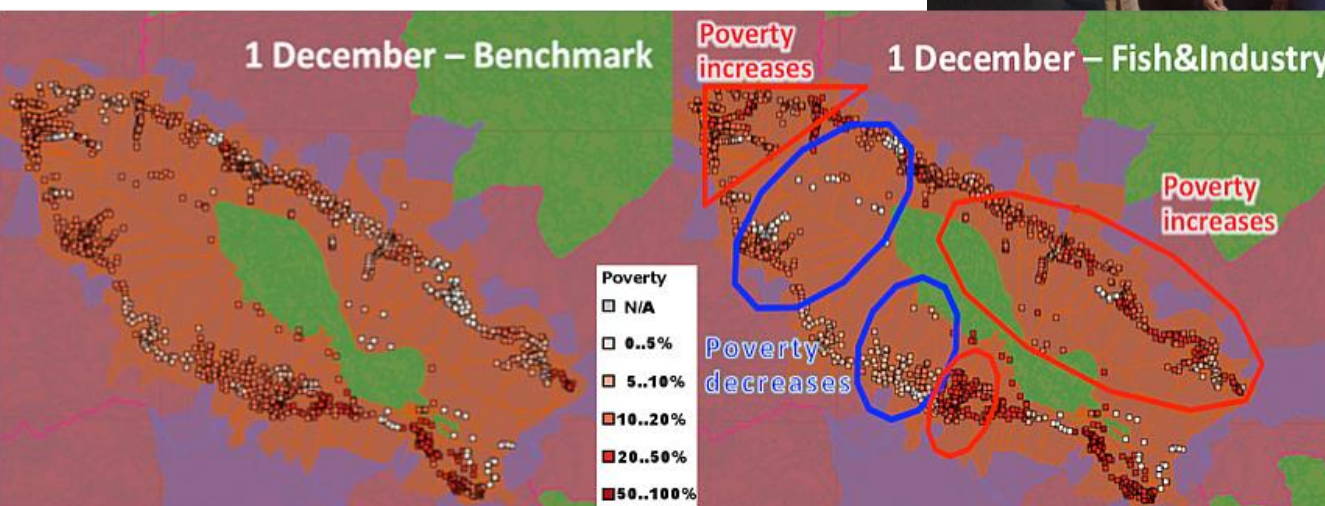 1 December – Benchmark
Poverty
increases
1 December – Fish&Industry
Poverty
increases
Poverty
decreases
Poverty
N/A
0..5%
5..10%
10..20%
20..50%
50..100%